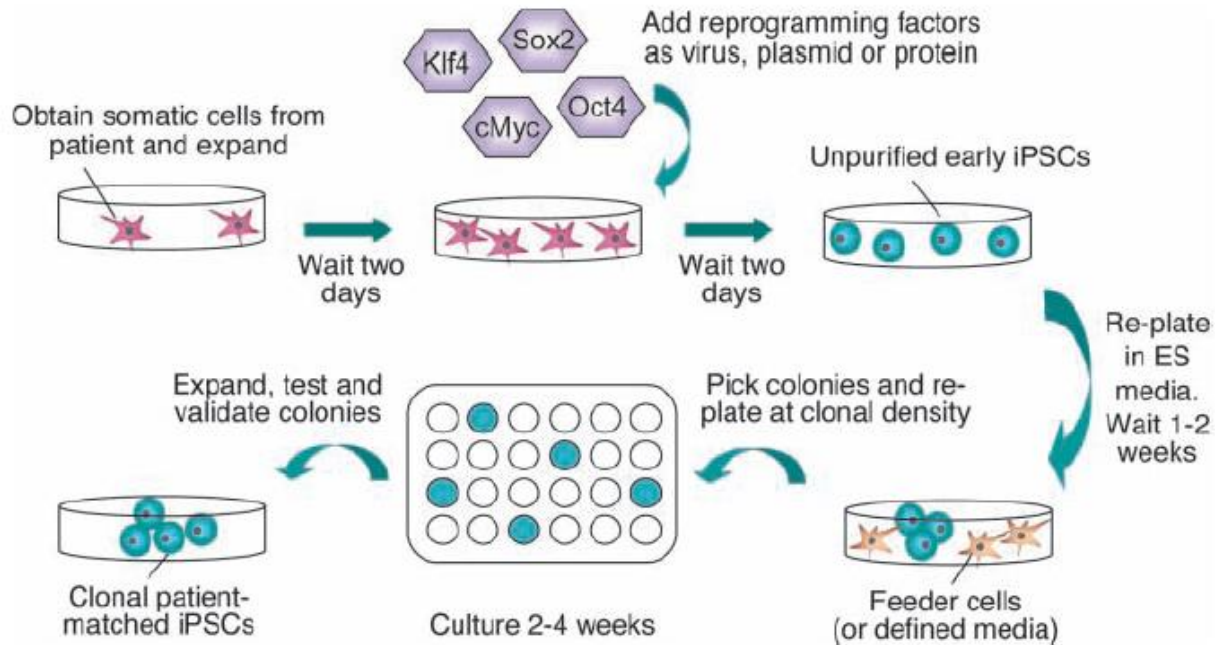 Klf4
Sox2
cMyc
Oct4
Add reprogramming factors
as virus, plasmid or protein
Obtain somatic cells from
patient and expand
Wait two
days
Wait two
days
Unpurified early iPSCs
Re-plate
in ES
media.
Wait 1-2
weeks
Feeder cells
(or defined media)
Pick colonies and re-
plate at clonal density
Culture 2-4 weeks
Expand, test and
validate colonies
Clonal patient-
matched iPSCs